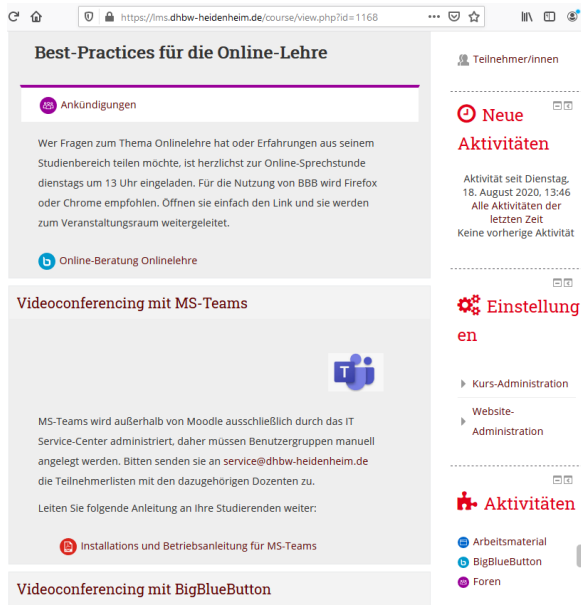 https://lms.dhbw-heidenheim.de/course/view.php?id=1168
Best-Practices für die Online-Lehre
Ankündigungen
Wer Fragen zum Thema Onlinelehre hat oder Erfahrungen aus seinem
Studienbereich teilen möchte, ist herzlichst zur Online-Sprechstunde
dienstags um 13 Uhr eingeladen. Für die Nutzung von BBB wird Firefox
oder Chrome empfohlen. Öffnen sie einfach den Link und sie werden
zum Veranstaltungsraum weitergeleitet.
Online-Beratung Onlinelehre
Videoconferencing mit MS-Teams
T
MS-Teams wird außerhalb von Moodle ausschließlich durch das IT
Service-Center administriert, daher müssen Benutzergruppen manuell
angelegt werden. Bitten senden sie an service@dhbw-heidenheim.de
die Teilnehmerlisten mit den dazugehörigen Dozenten zu.
Leiten Sie folgende Anleitung an Ihre Studierenden weiter:
Installations und Betriebsanleitung für MS-Teams
Videoconferencing mit BigBlueButton
Teilnehmer/innen
Neue
Aktivitäten
Aktivität seit Dienstag,
18. August 2020, 13:46
Alle Aktivitäten der
letzten Zeit
Keine vorherige Aktivität
Einstellung
en
Kurs-Administration
Website-
Administration
Aktivitäten
Arbeitsmaterial
BigBlueButton
Foren